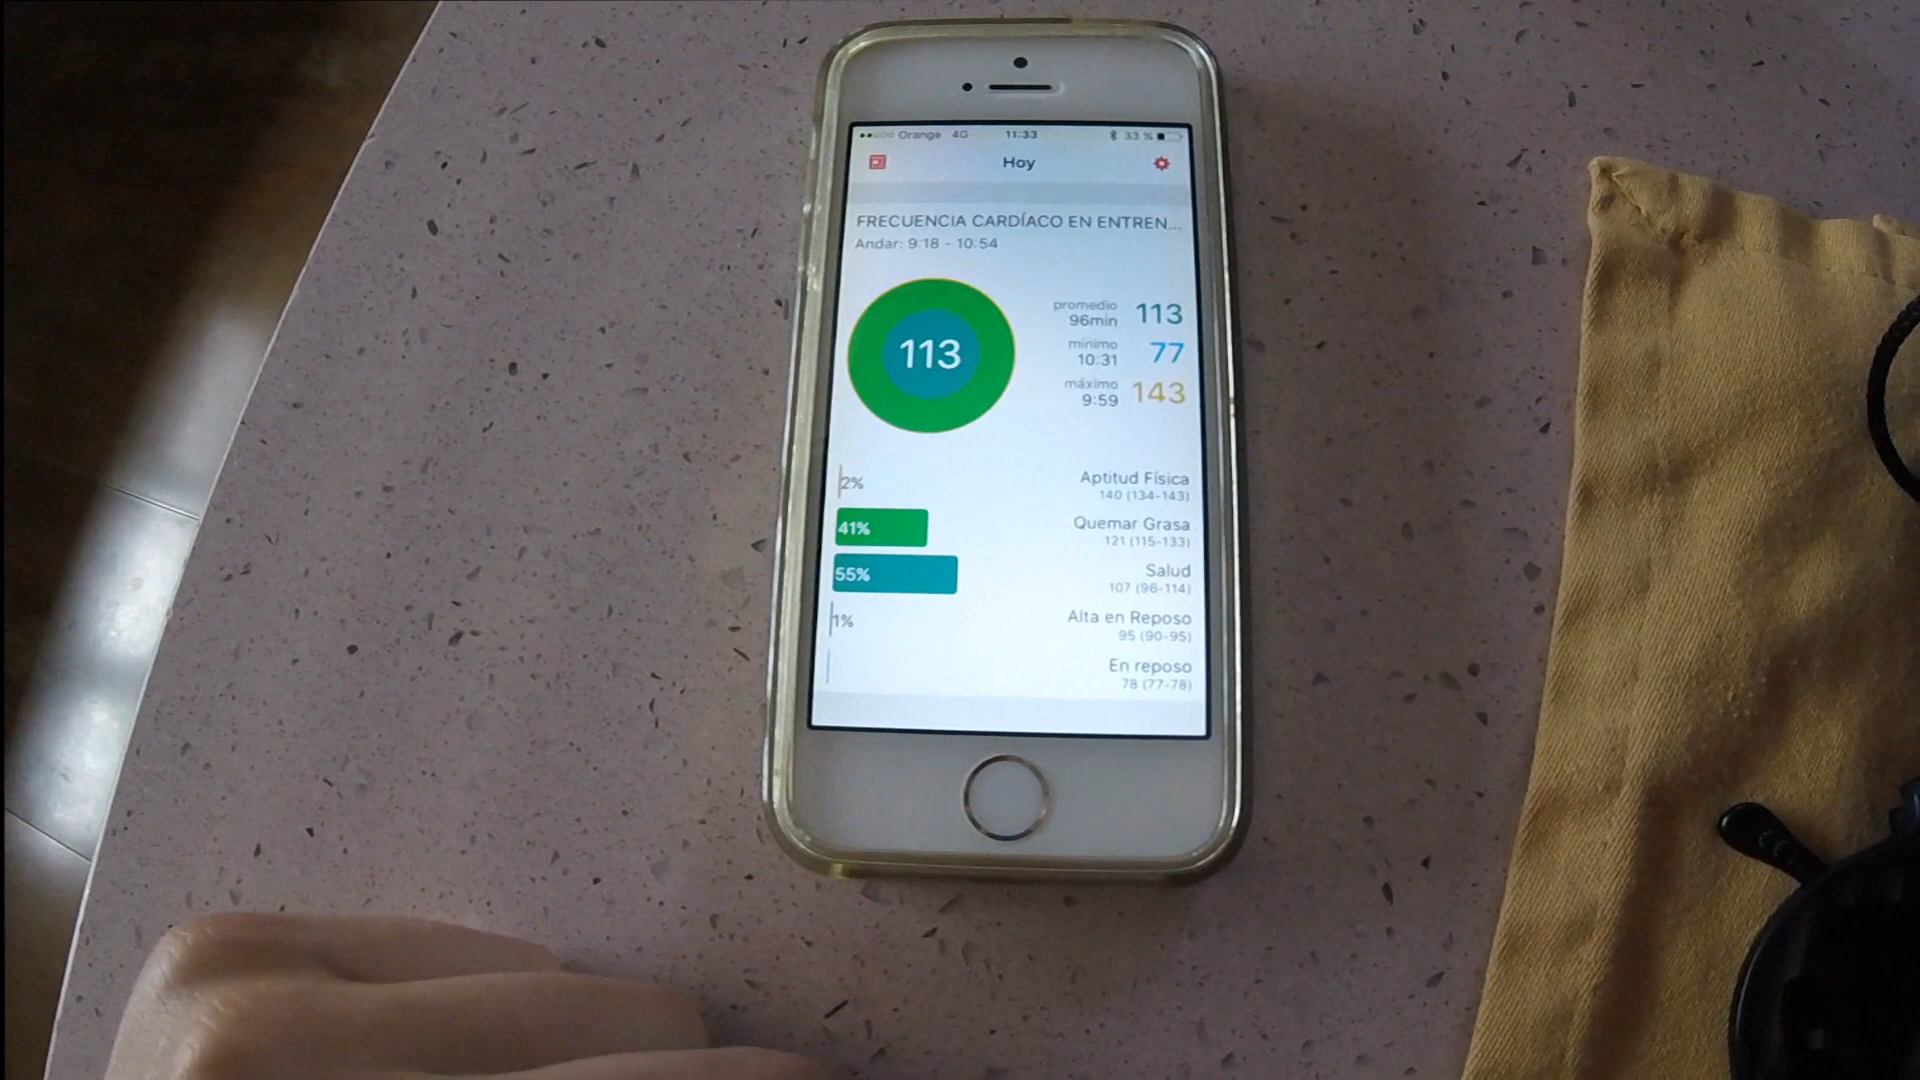 Orange 4G 11:33 33 %
Hoy
FRECUENCIA CARDÍACO EN ENTREN...
Andar: 9:18 - 10:54
113
promedio 113
96min
mínimo 77
10:31
máximo 143
9:59
2% Aptitud Física
140 (134-143)
41% Quemar Grasa
121 (115-133)
55% Salud
107 (96-114)
1% Alta en Reposo
95 (90-95)
En reposo
78 (77-78)